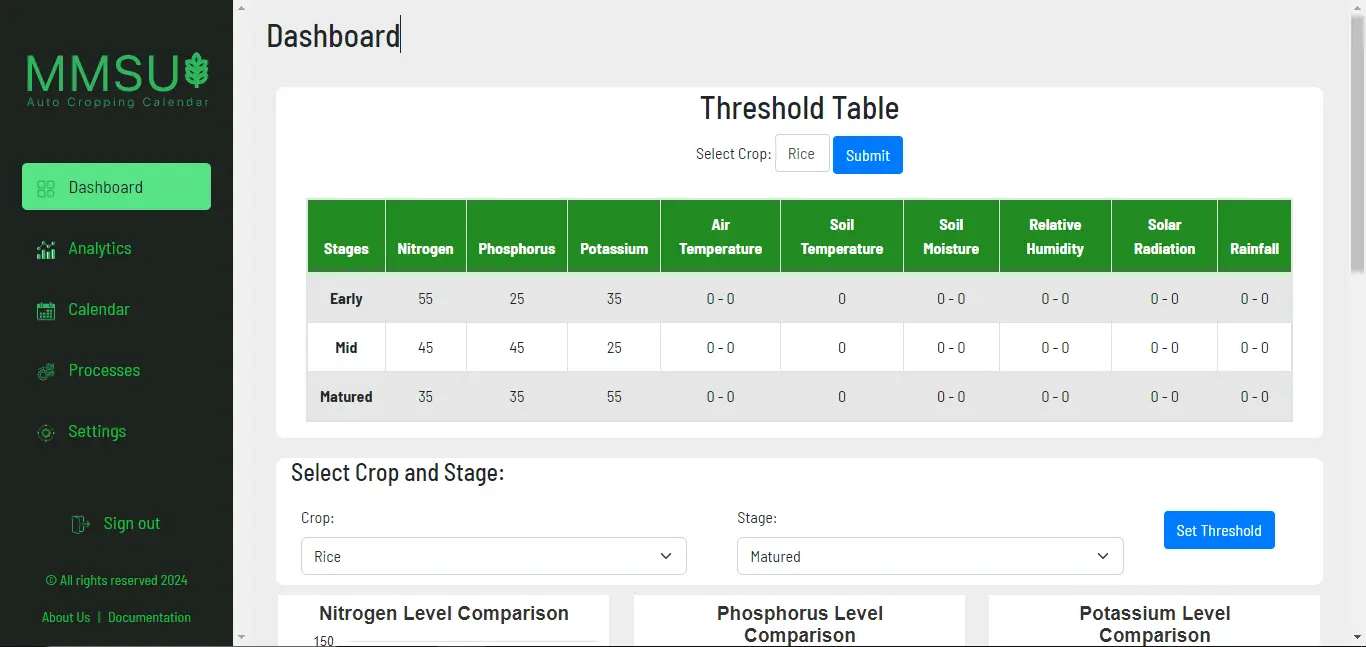 MMSU
Auto Cropping Calendar
Dashboard
Analytics
Calendar
Processes
Settings
Sign out
© All rights reserved 2024
About Us | Documentation
Dashboard
Threshold Table
Select Crop: Rice Submit
Stages Nitrogen Phosphorus Potassium Air Temperature Soil Temperature Soil Moisture Relative Humidity Solar Radiation Rainfall
Early 55 25 35 0 - 0 0 0 - 0 0 - 0 0 - 0 0 - 0
Mid 45 45 25 0 - 0 0 0 - 0 0 - 0 0 - 0 0 - 0
Matured 35 35 55 0 - 0 0 0 - 0 0 - 0 0 - 0 0 - 0
Select Crop and Stage:
Crop:
Rice
Stage:
Matured
Set Threshold
Nitrogen Level Comparison
150
Phosphorus Level
Comparison
Potassium Level
Comparison